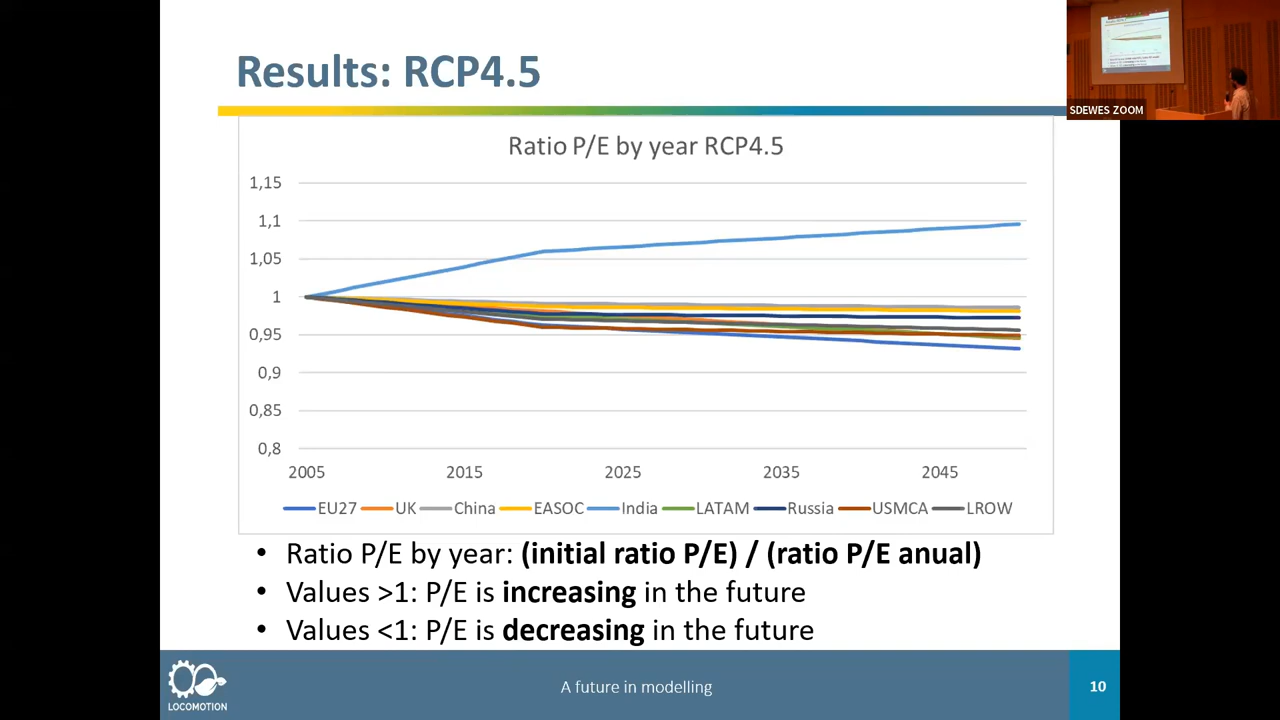 Results: RCP4.5
SDEWES ZOOM
Ratio P/E by year RCP4.5
1,15
1,1
1,05
1
0,95
0,9
0,85
0,8
2005 2015 2025 2035 2045
EU27 UK China EASOC India LATAM Russia USMCA LROW
• Ratio P/E by year: (initial ratio P/E) / (ratio P/E anual)
• Values >1: P/E is increasing in the future
• Values <1: P/E is decreasing in the future
LOCOMOTION
A future in modelling
10